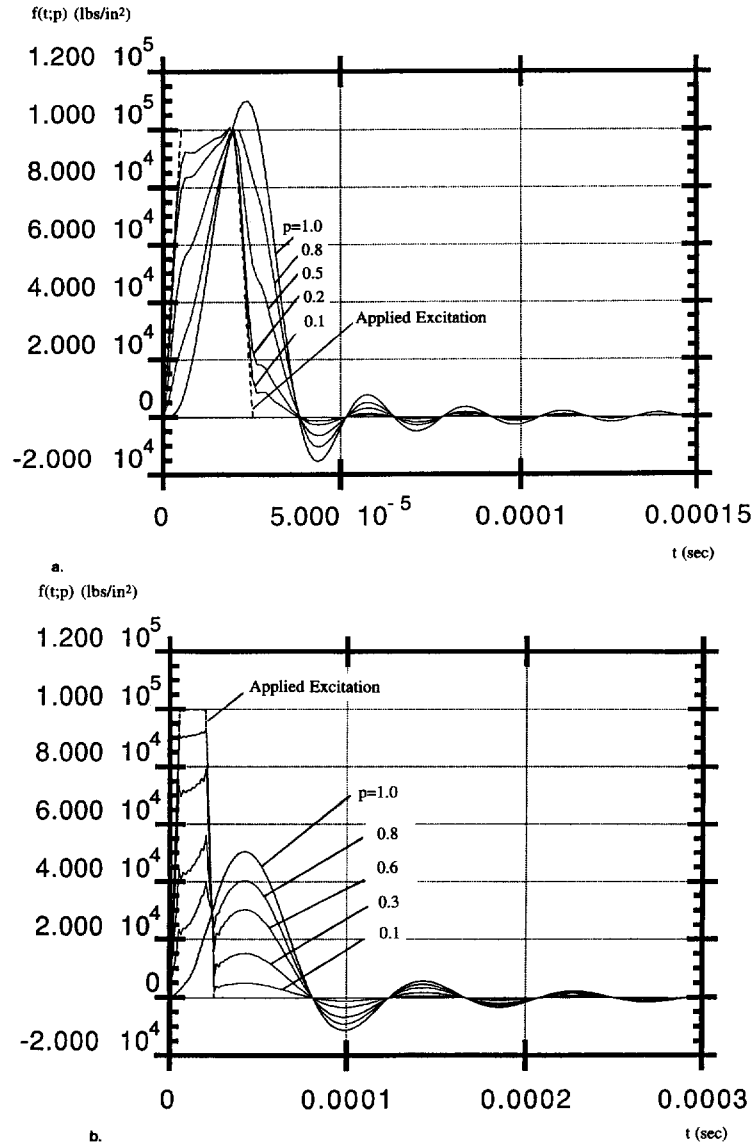 f(t;p) (lbs/in²)
1.200 10⁵
1.000 10⁵
8.000 10⁴
6.000 10⁴
4.000 10⁴
2.000 10⁴
0
-2.000 10⁴
p=1.0
0.8
0.5
0.2
0.1
Applied Excitation
0 5.000 10⁻⁵ 0.0001 0.00015
t (sec)
a.
f(t;p) (lbs/in²)
1.200 10⁵
1.000 10⁵
8.000 10⁴
6.000 10⁴
4.000 10⁴
2.000 10⁴
0
-2.000 10⁴
Applied Excitation
p=1.0
0.8
0.6
0.3
0.1
0 0.0001 0.0002 0.0003
t (sec)
b.